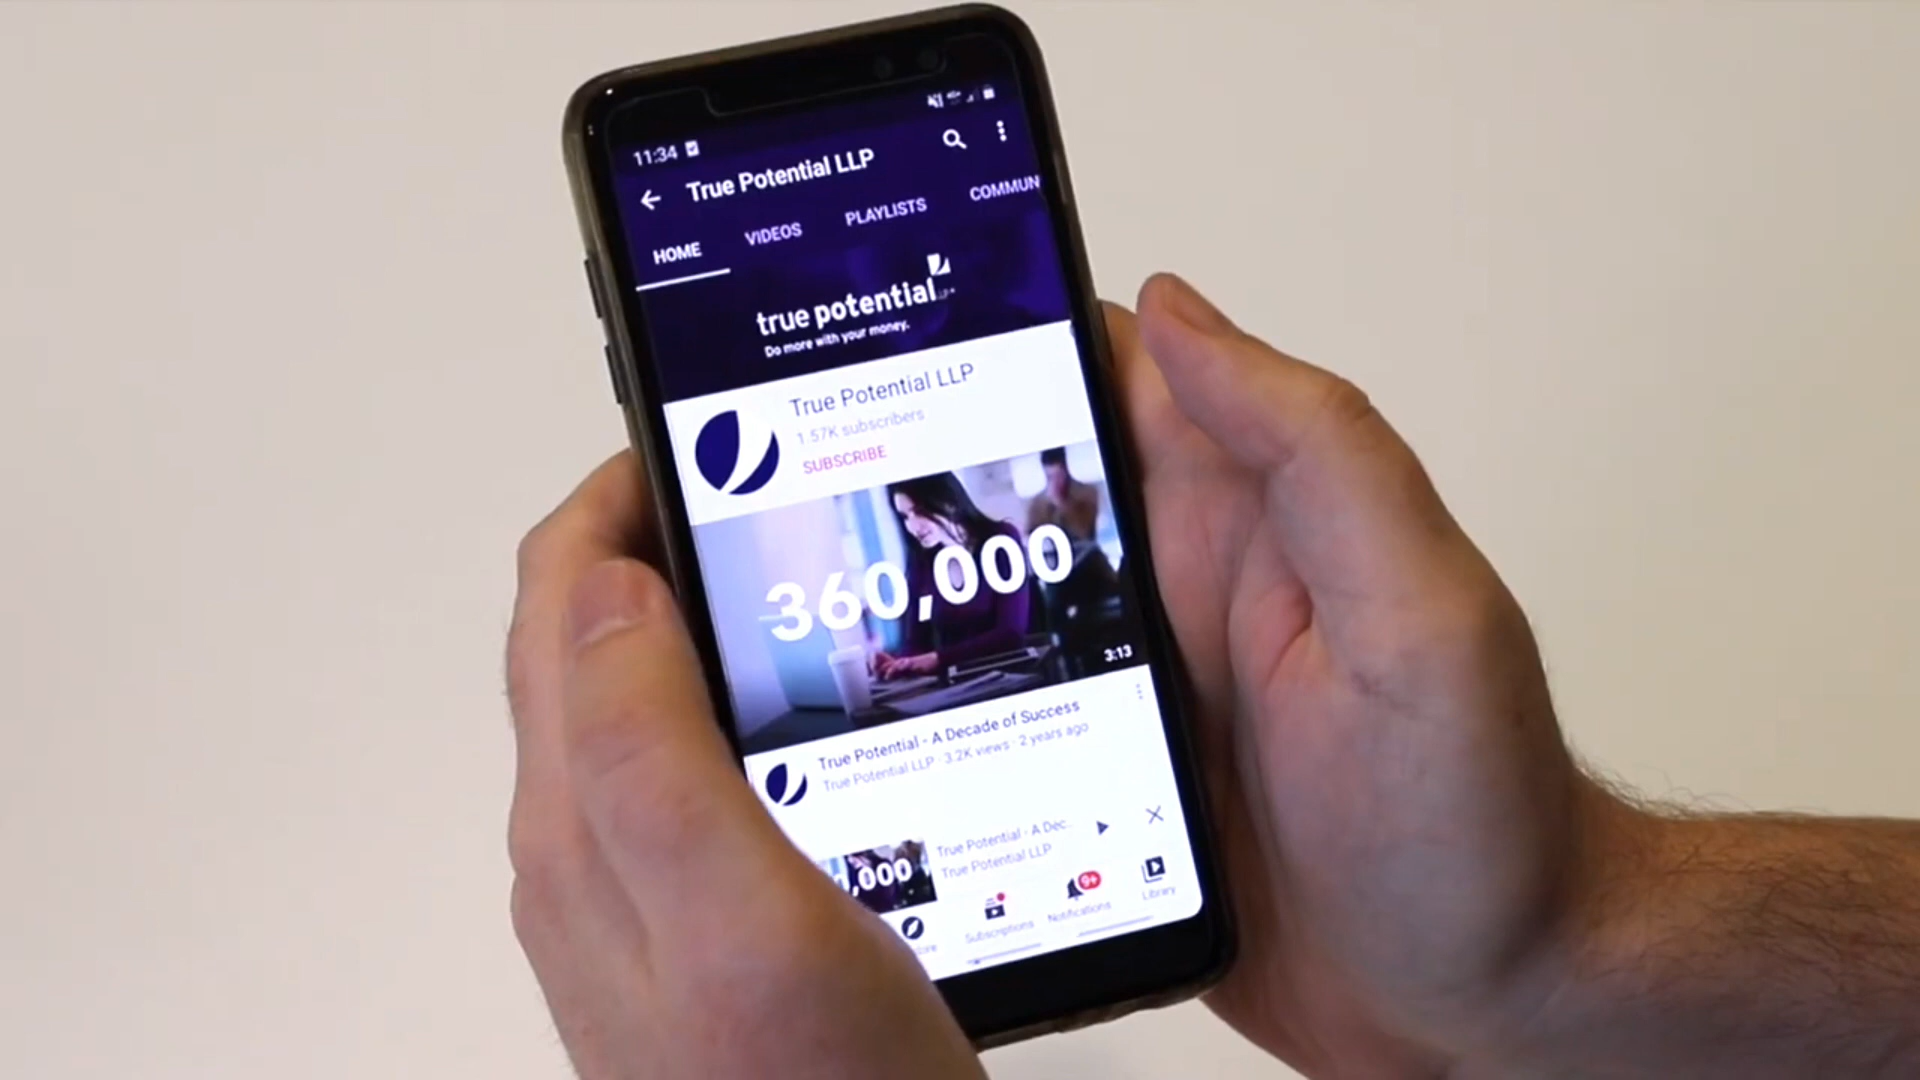 11:34
True Potential LLP
HOME VIDEOS PLAYLISTS COMMUN
true potential
Do more with your money.
True Potential LLP
1.57K subscribers
SUBSCRIBE
360,000
3:13
True Potential - A Decade of Success
True Potential LLP · 3.2K views · 2 years ago
,000
True Potential - A Dec...
True Potential LLP
9+
Subscriptions Notifications Library